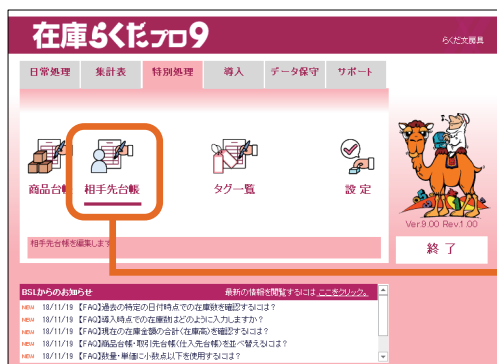 在庫らくだプロ9
らくだ文房具
日常処理 集計表 特別処理 導入 データ保守 サポート
商品台帳 相手先台帳 タグ一覧 設定
Ver.9.00 Rev.1.00
相手先台帳を編集します
終了
BSLからのお知らせ 最新の情報を閲覧するには、ここをクリック。
NEW 18/11/19 【FAQ】過去の特定の日付時点での在庫数を確認するには?
NEW 18/11/19 【FAQ】導入時点での在庫数はどのように入力しますか?
NEW 18/11/19 【FAQ】現在の在庫金額の合計(在庫高)を確認するには?
NEW 18/11/19 【FAQ】商品台帳・取引先台帳(仕入先台帳)を並べ替えるには?
NEW 18/11/19 【FAQ】数量・単価に小数点以下を使用するには?